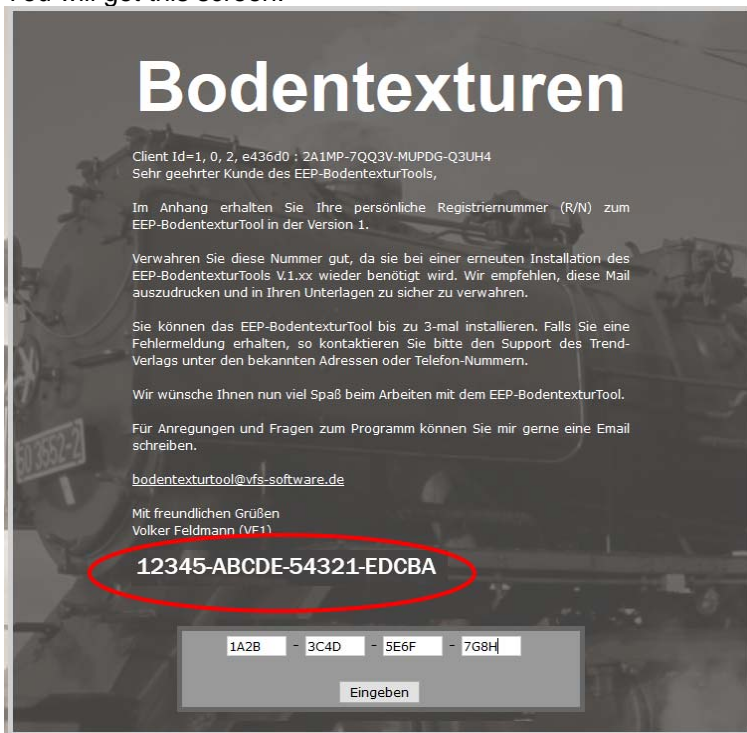 You will get this screen:
Bodentexturen
Client Id=1, 0, 2, e436d0 : 2A1MP-7QQ3V-MUPDG-Q3UH4
Sehr geehrter Kunde des EEP-BodentexturTools,
Im Anhang erhalten Sie Ihre persönliche Registriernummer (R/N) zum
EEP-BodentexturTool in der Version 1.
Verwahren Sie diese Nummer gut, da sie bei einer erneuten Installation des
EEP-BodentexturTools V.1.xx wieder benötigt wird. Wir empfehlen, diese Mail
auszudrucken und in Ihren Unterlagen zu sicher zu verwahren.
Sie können das EEP-BodentexturTool bis zu 3-mal installieren. Falls Sie eine
Fehlermeldung erhalten, so kontaktieren Sie bitte den Support des Trend-
Verlags unter den bekannten Adressen oder Telefon-Nummern.
Wir wünsche Ihnen nun viel Spaß beim Arbeiten mit dem EEP-BodentexturTool.
Für Anregungen und Fragen zum Programm können Sie mir gerne eine Email
schreiben.
bodentexturtool@vfs-software.de
Mit freundlichen Grüßen
Volker Feldmann (VF1)
12345-ABCDE-54321-EDCBA
1A2B - 3C4D - 5E6F - 7G8H
Eingeben